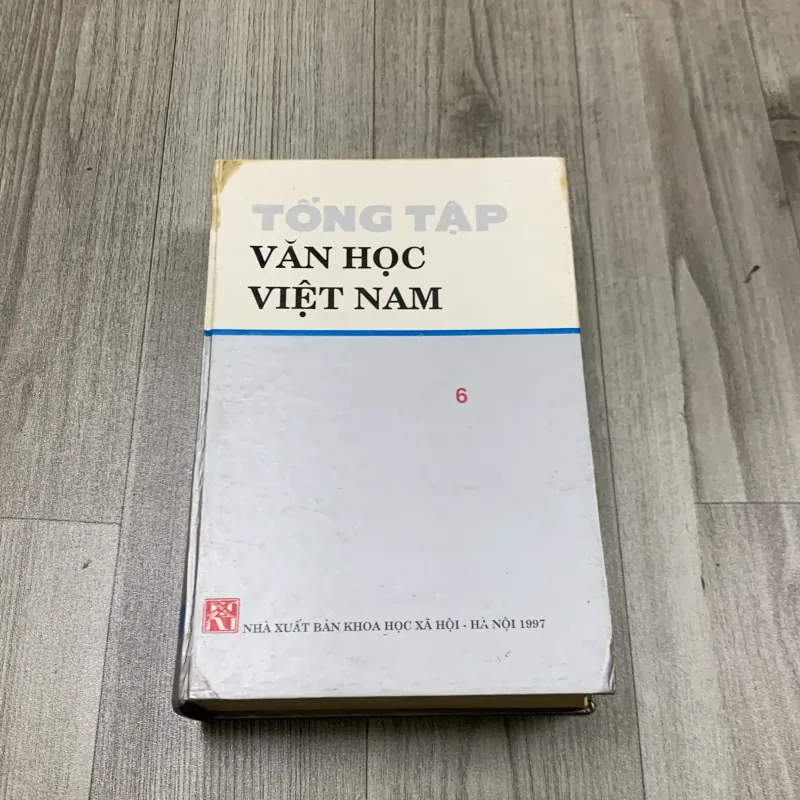 TỔNG TẬP
VĂN HỌC
VIỆT NAM
6
NHÀ XUẤT BẢN KHOA HỌC XÃ HỘI - HÀ NỘI 1997